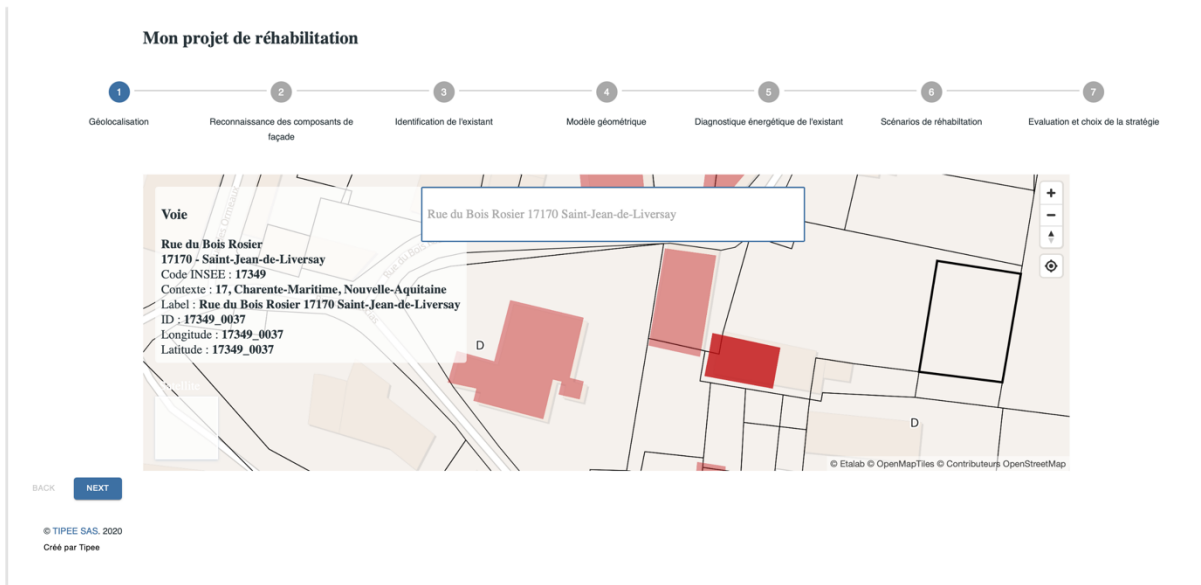 Mon projet de réhabilitation
1
2
3
4
5
6
7
Géolocalisation
Reconnaissance des composants de
façade
Identification de l'existant
Modèle géométrique
Diagnostique énergétique de l'existant
Scénarios de réhabiltation
Evaluation et choix de la stratégie
Rue du Bois Rosier 17170 Saint-Jean-de-Liversay
Voie
Rue du Bois Rosier
17170 - Saint-Jean-de-Liversay
Code INSEE : 17349
Contexte : 17, Charente-Maritime, Nouvelle-Aquitaine
Label : Rue du Bois Rosier 17170 Saint-Jean-de-Liversay
ID : 17349_0037
Longitude : 17349_0037
Latitude : 17349_0037
Rue du Bois
D
D
+
−
© Etalab © OpenMapTiles © Contributeurs OpenStreetMap
BACK
NEXT
© TIPEE SAS. 2020
Créé par Tipee